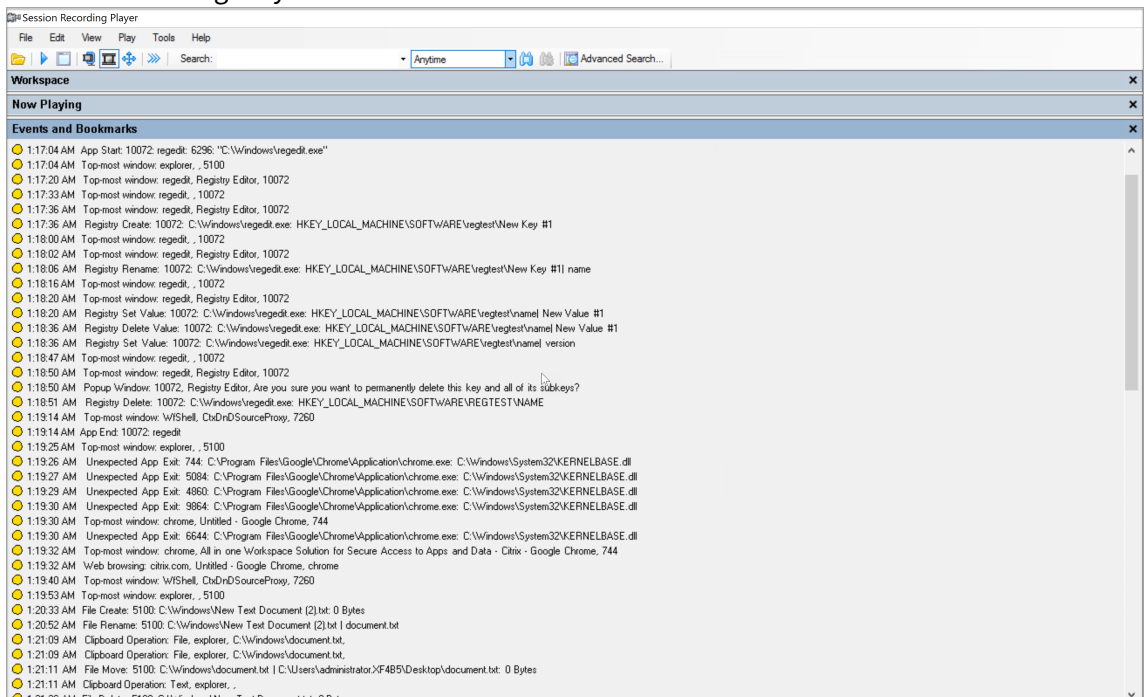 Session Recording Player
File Edit View Play Tools Help
Search: Anytime Advanced Search...
Workspace
Now Playing
Events and Bookmarks
1:17:04 AM App Start: 10072: regedit: 6296: "C:\Windows\regedit.exe"
1:17:04 AM Top-most window: explorer, , 5100
1:17:20 AM Top-most window: regedit, Registry Editor, 10072
1:17:33 AM Top-most window: regedit, , 10072
1:17:36 AM Top-most window: regedit, Registry Editor, 10072
1:17:36 AM Registry Create: 10072: C:\Windows\regedit.exe: HKEY_LOCAL_MACHINE\SOFTWARE\regtest\New Key #1
1:18:00 AM Top-most window: regedit, , 10072
1:18:02 AM Top-most window: regedit, Registry Editor, 10072
1:18:06 AM Registry Rename: 10072: C:\Windows\regedit.exe: HKEY_LOCAL_MACHINE\SOFTWARE\regtest\New Key #1| name
1:18:16 AM Top-most window: regedit, , 10072
1:18:20 AM Top-most window: regedit, Registry Editor, 10072
1:18:20 AM Registry Set Value: 10072: C:\Windows\regedit.exe: HKEY_LOCAL_MACHINE\SOFTWARE\regtest\name| New Value #1
1:18:36 AM Registry Delete Value: 10072: C:\Windows\regedit.exe: HKEY_LOCAL_MACHINE\SOFTWARE\regtest\name| New Value #1
1:18:36 AM Registry Set Value: 10072: C:\Windows\regedit.exe: HKEY_LOCAL_MACHINE\SOFTWARE\regtest\name| version
1:18:47 AM Top-most window: regedit, , 10072
1:18:50 AM Top-most window: regedit, Registry Editor, 10072
1:18:50 AM Popup Window: 10072, Registry Editor, Are you sure you want to permanently delete this key and all of its subkeys?
1:18:51 AM Registry Delete: 10072: C:\Windows\regedit.exe: HKEY_LOCAL_MACHINE\SOFTWARE\REGTEST\NAME
1:19:14 AM Top-most window: WfShell, CtxDnDSourceProxy, 7260
1:19:14 AM App End: 10072: regedit
1:19:25 AM Top-most window: explorer, , 5100
1:19:26 AM Unexpected App Exit: 744: C:\Program Files\Google\Chrome\Application\chrome.exe: C:\Windows\System32\KERNELBASE.dll
1:19:27 AM Unexpected App Exit: 5084: C:\Program Files\Google\Chrome\Application\chrome.exe: C:\Windows\System32\KERNELBASE.dll
1:19:29 AM Unexpected App Exit: 4860: C:\Program Files\Google\Chrome\Application\chrome.exe: C:\Windows\System32\KERNELBASE.dll
1:19:30 AM Unexpected App Exit: 9864: C:\Program Files\Google\Chrome\Application\chrome.exe: C:\Windows\System32\KERNELBASE.dll
1:19:30 AM Top-most window: chrome, Untitled - Google Chrome, 744
1:19:30 AM Unexpected App Exit: 6644: C:\Program Files\Google\Chrome\Application\chrome.exe: C:\Windows\System32\KERNELBASE.dll
1:19:32 AM Top-most window: chrome, All in one Workspace Solution for Secure Access to Apps and Data - Citrix - Google Chrome, 744
1:19:32 AM Web browsing: citrix.com, Untitled - Google Chrome, chrome
1:19:40 AM Top-most window: WfShell, CtxDnDSourceProxy, 7260
1:19:53 AM Top-most window: explorer, , 5100
1:20:33 AM File Create: 5100: C:\Windows\New Text Document (2).txt: 0 Bytes
1:20:52 AM File Rename: 5100: C:\Windows\New Text Document (2).txt | document.txt
1:21:09 AM Clipboard Operation: File, explorer, C:\Windows\document.txt,
1:21:09 AM Clipboard Operation: File, explorer, C:\Windows\document.txt,
1:21:11 AM File Move: 5100: C:\Windows\document.txt | C:\Users\administrator.XF4B5\Desktop\document.txt: 0 Bytes
1:21:11 AM Clipboard Operation: Text, explorer, ,